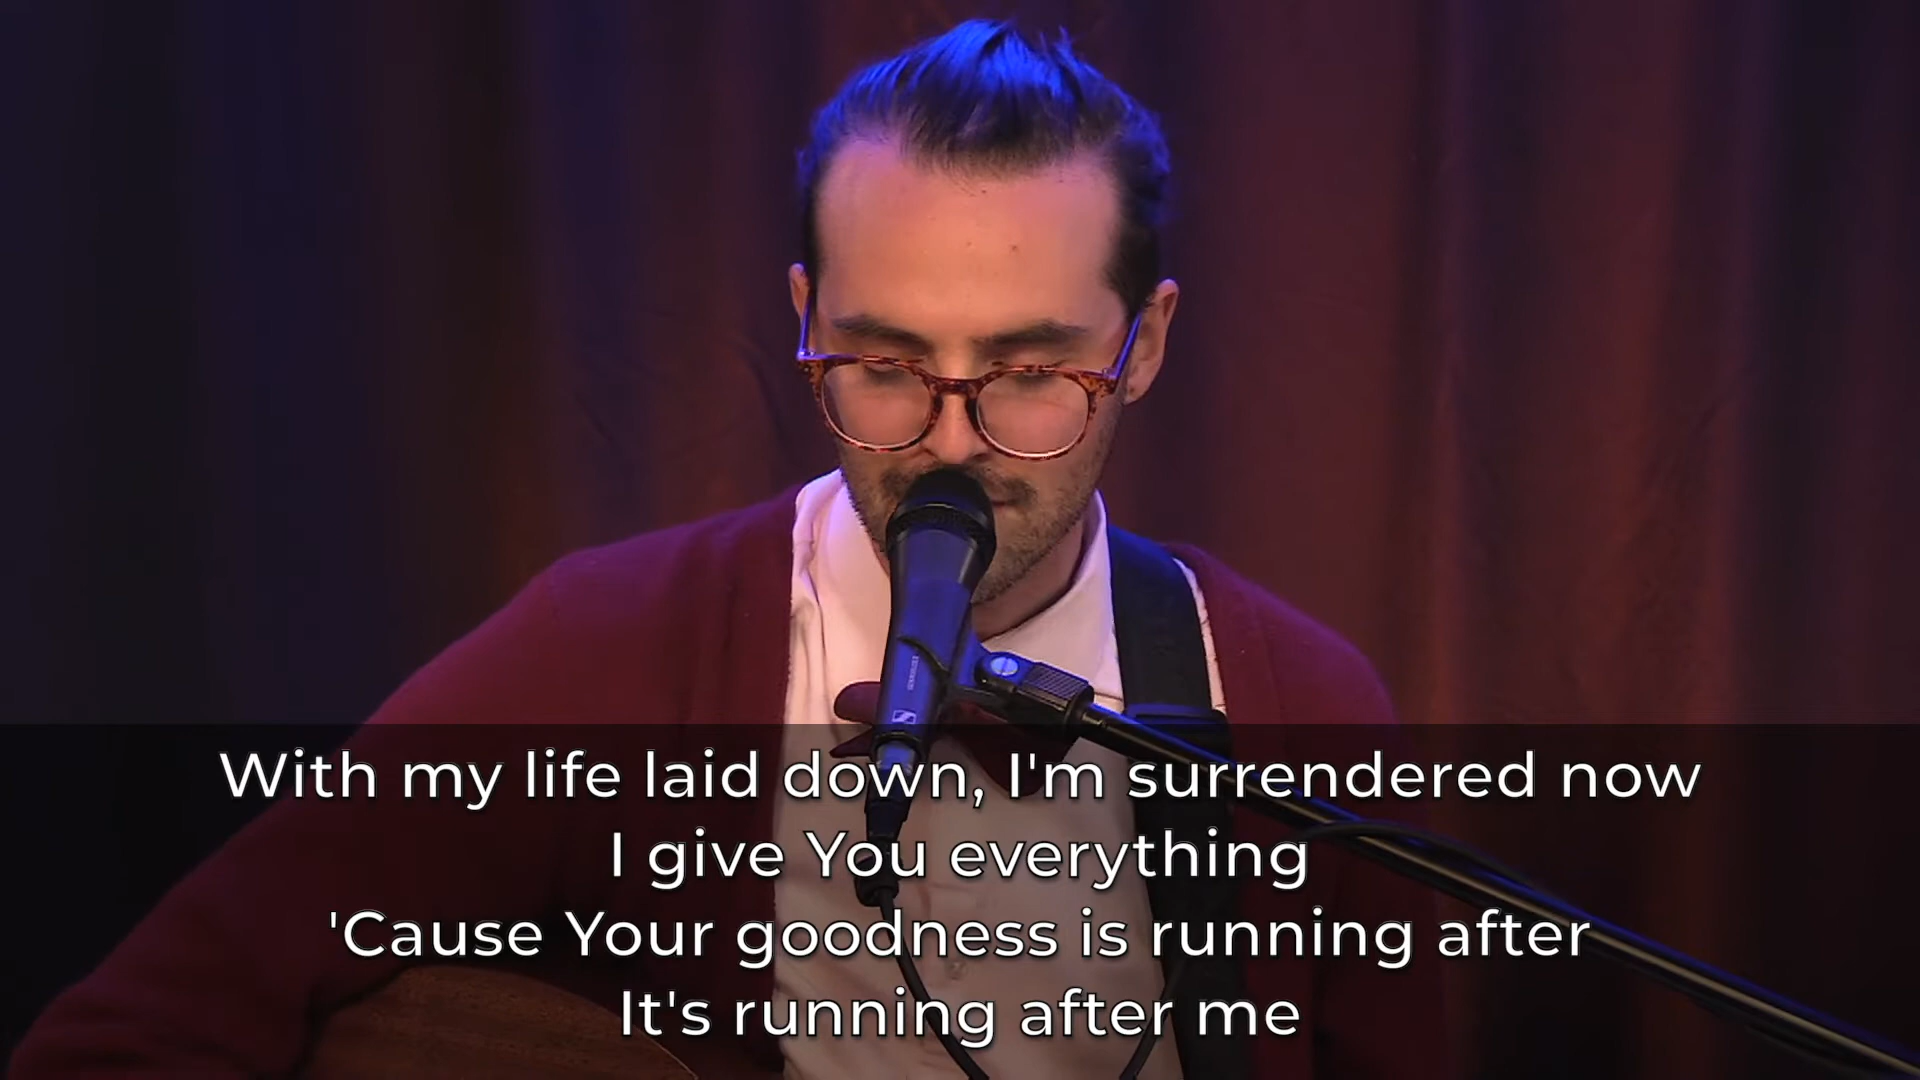 With my life laid down, I'm surrendered now
I give You everything
'Cause Your goodness is running after
It's running after me